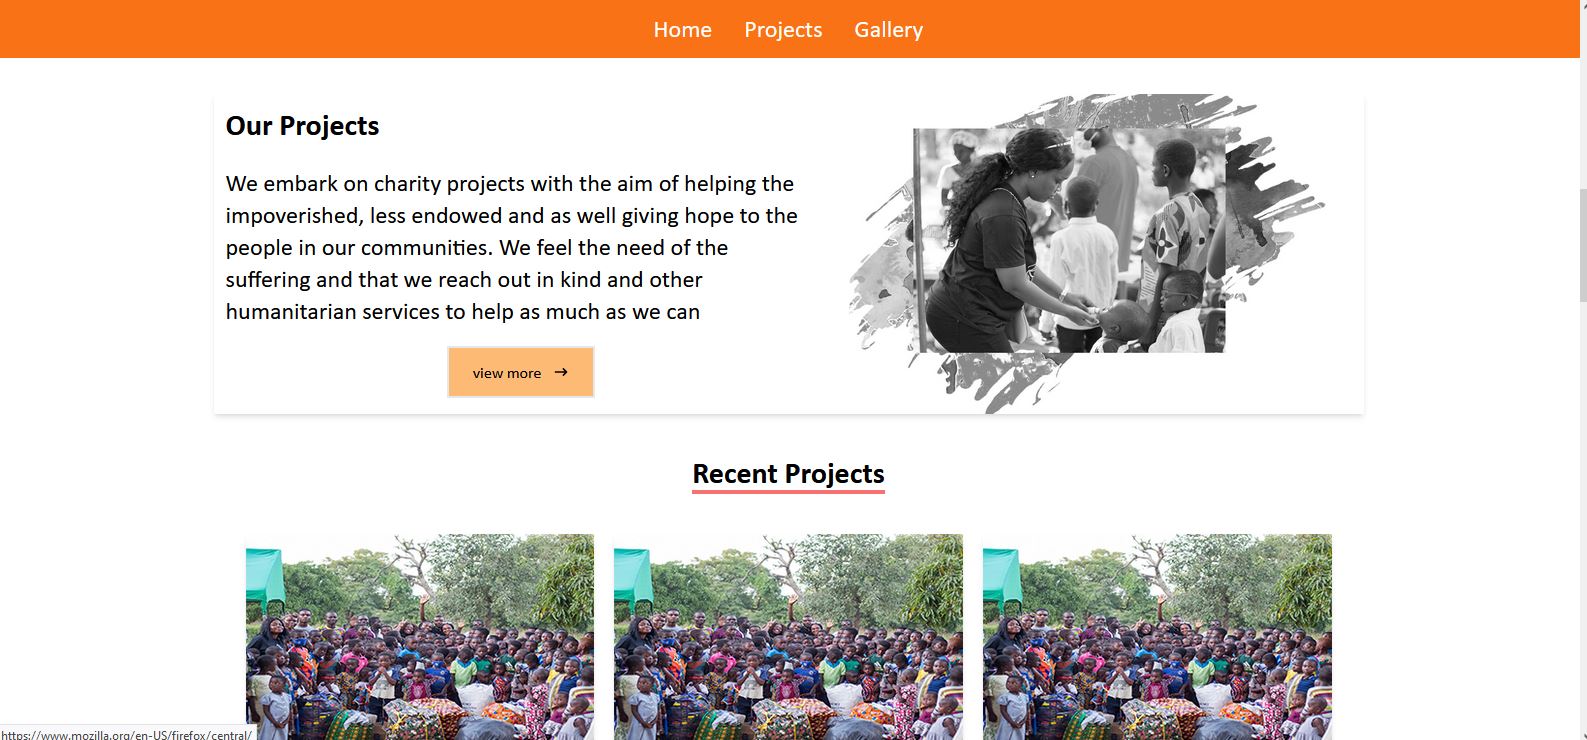 Home Projects Gallery
Our Projects
We embark on charity projects with the aim of helping the
impoverished, less endowed and as well giving hope to the
people in our communities. We feel the need of the
suffering and that we reach out in kind and other
humanitarian services to help as much as we can
view more →
Recent Projects
https://www.mozilla.org/en-US/firefox/central/